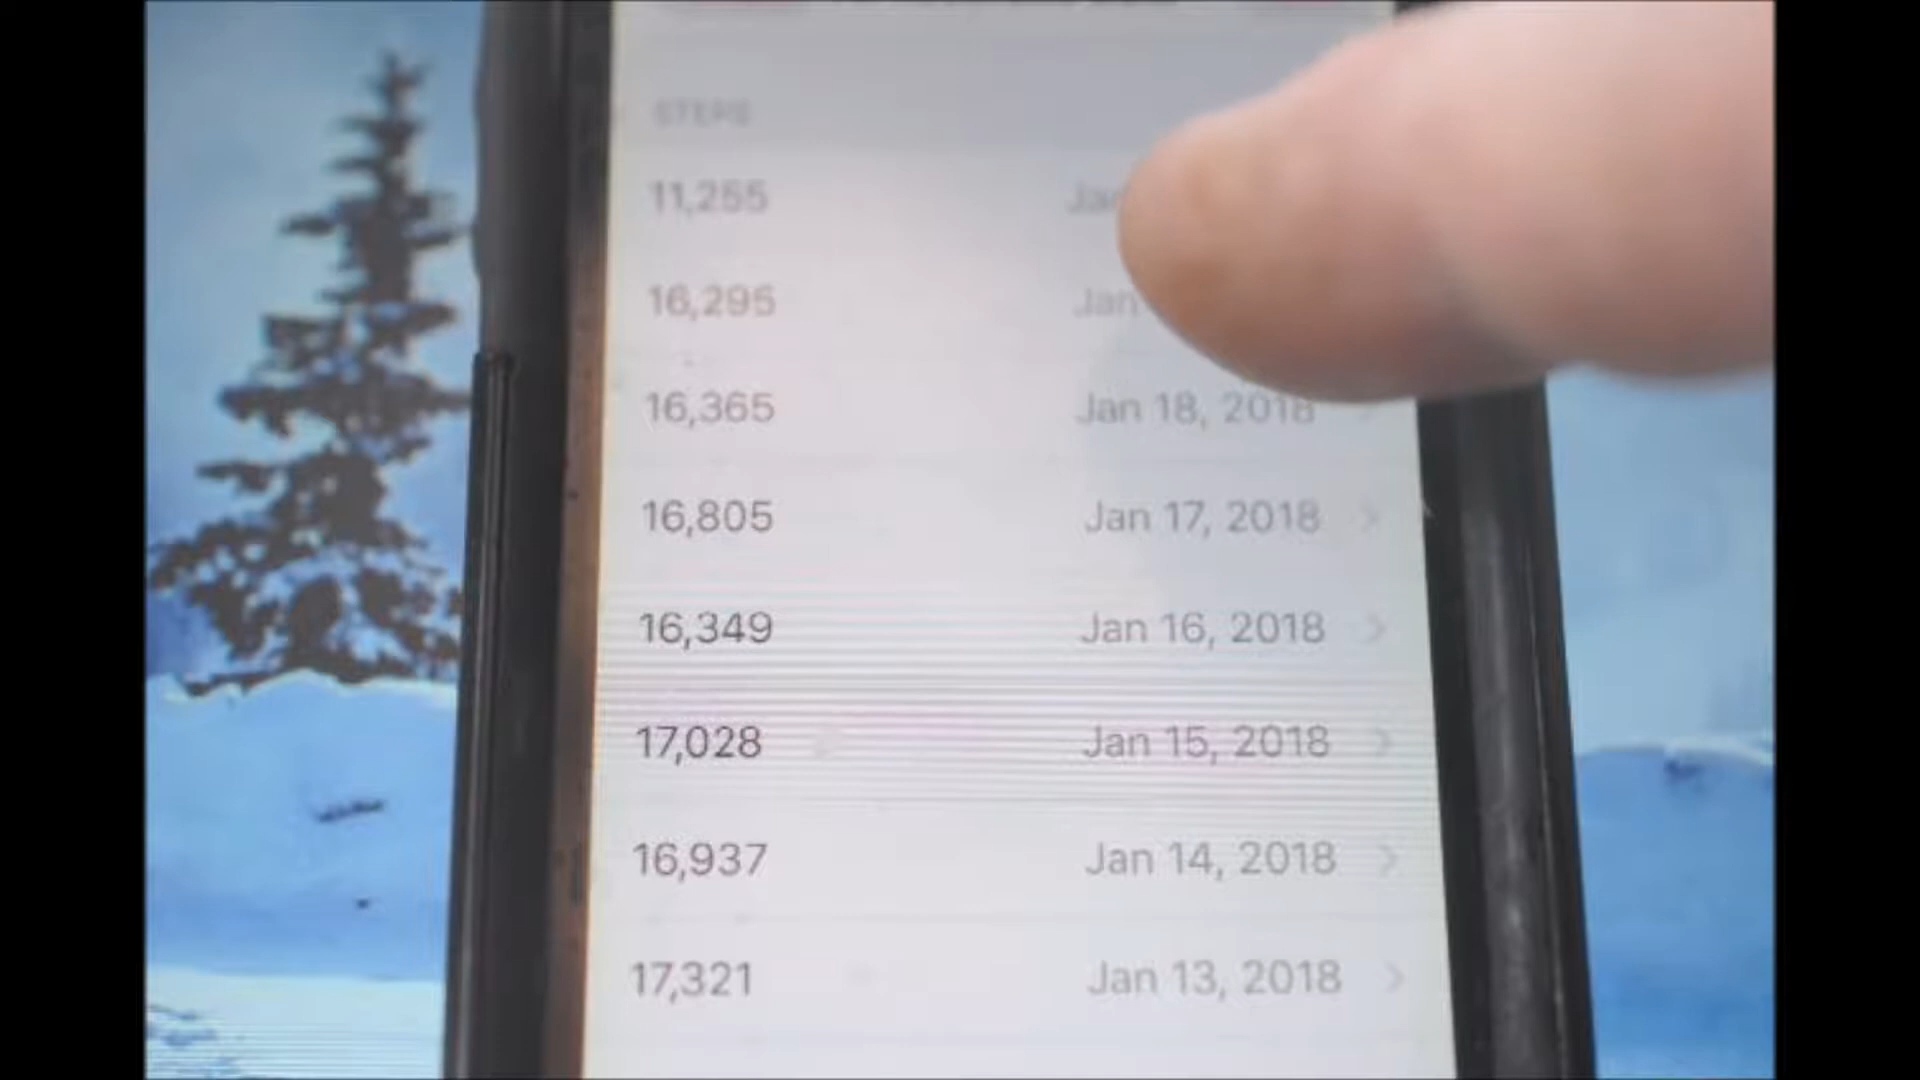 STEPS
11,255 Jan
16,295 Jan
16,365 Jan 18, 2018
16,805 Jan 17, 2018
16,349 Jan 16, 2018
17,028 Jan 15, 2018
16,937 Jan 14, 2018
17,321 Jan 13, 2018